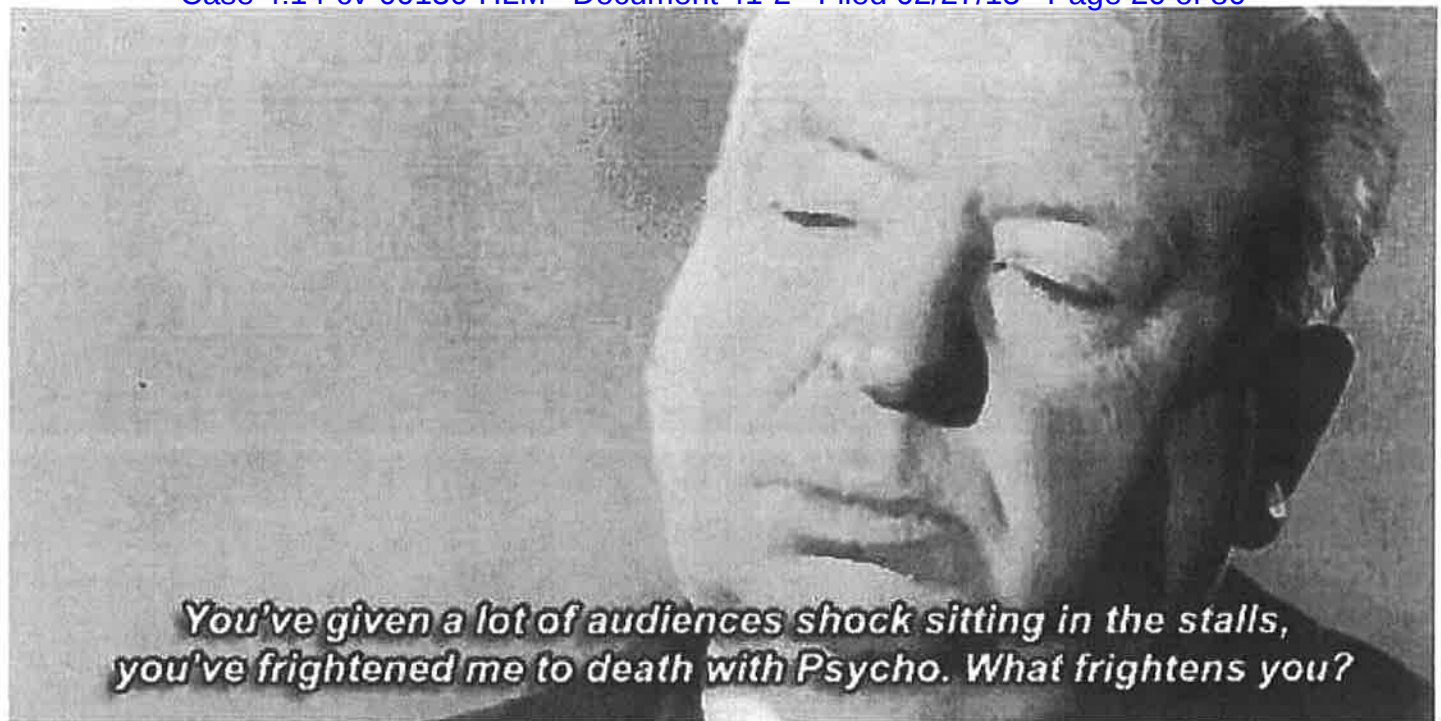 You've given a lot of audiences shock sitting in the stalls,
you've frightened me to death with Psycho. What frightens you?